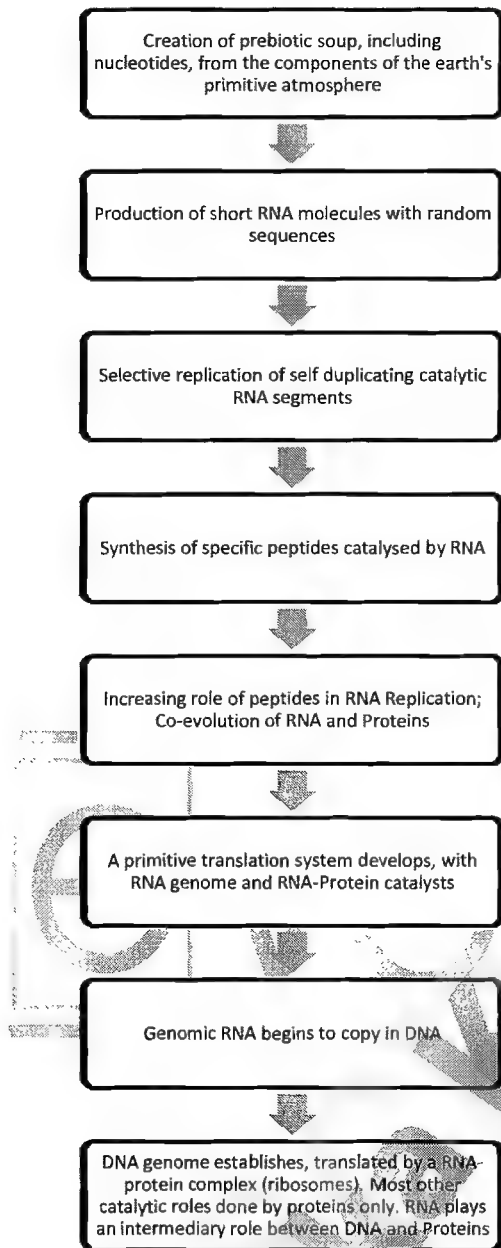 Creation of prebiotic soup, including
nucleotides, from the components of the earth's
primitive atmosphere
Production of short RNA molecules with random
sequences
Selective replication of self duplicating catalytic
RNA segments
Synthesis of specific peptides catalysed by RNA
Increasing role of peptides in RNA Replication;
Co-evolution of RNA and Proteins
A primitive translation system develops, with
RNA genome and RNA-Protein catalysts
Genomic RNA begins to copy in DNA
DNA genome establishes, translated by a RNA-
protein complex (ribosomes). Most other
catalytic roles done by proteins only. RNA plays
an intermediary role between DNA and Proteins